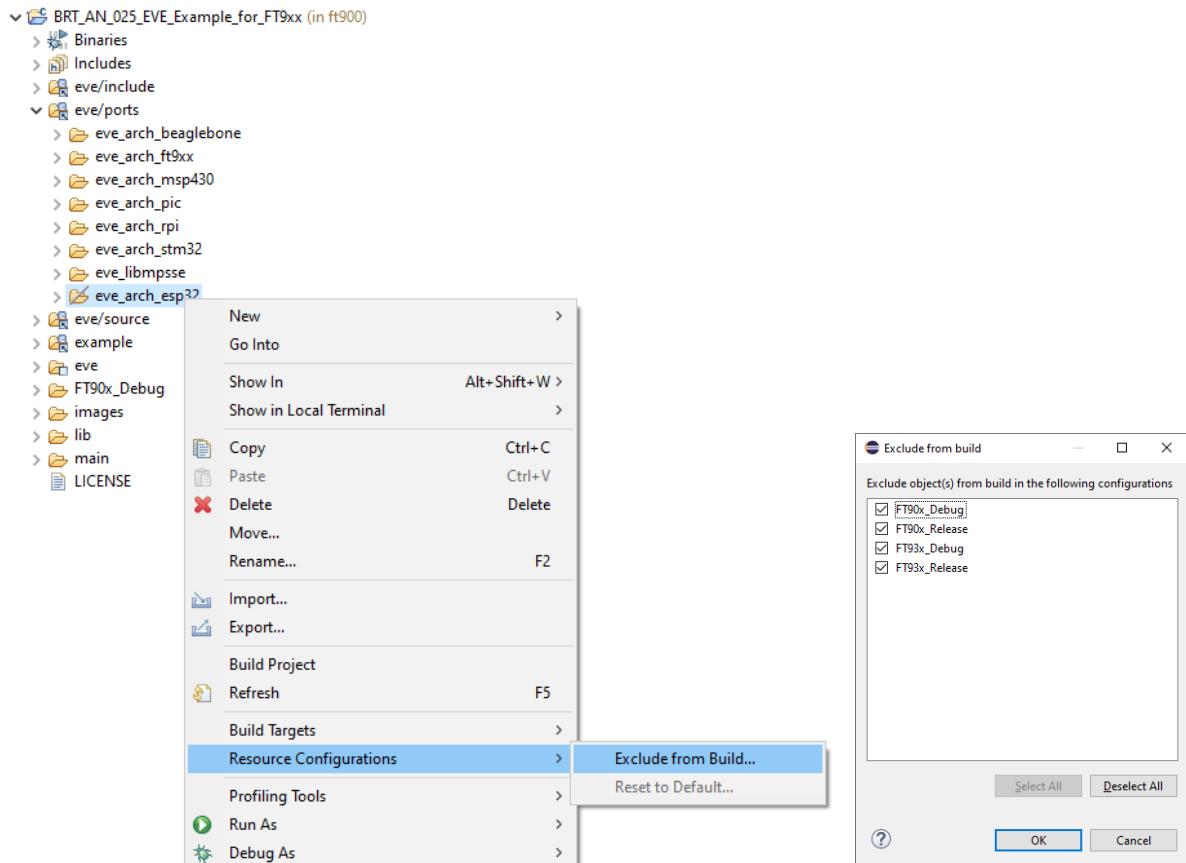 BRT_AN_025_EVE_Example_for_FT9xx (in ft900)
Binaries
Includes
eve/include
eve/ports
eve_arch_beaglebone
eve_arch_ft9xx
eve_arch_msp430
eve_arch_pic
eve_arch_rpi
eve_arch_stm32
eve_libmpsse
eve_arch_esp32
eve/source
example
eve
FT90x_Debug
images
lib
main
LICENSE
New
Go Into
Show In Alt+Shift+W
Show in Local Terminal
Copy Ctrl+C
Paste Ctrl+V
Delete Delete
Move...
Rename... F2
Import...
Export...
Build Project
Refresh F5
Build Targets
Resource Configurations
Profiling Tools
Run As
Debug As
Exclude from Build...
Reset to Default...
Exclude from build
Exclude object(s) from build in the following configurations
FT90x_Debug
FT90x_Release
FT93x_Debug
FT93x_Release
Select All Deselect All
OK Cancel